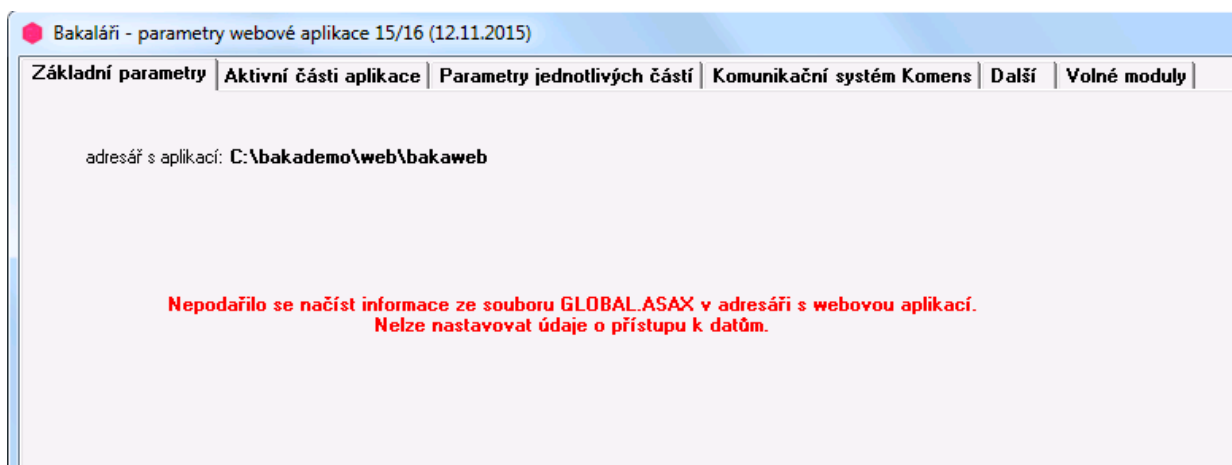 Bakaláři - parametry webové aplikace 15/16 (12.11.2015)
Základní parametry Aktivní části aplikace Parametry jednotlivých částí Komunikační systém Komens Další Volné moduly
adresář s aplikací: C:\bakademo\web\bakaweb
Nepodařilo se načíst informace ze souboru GLOBAL.ASAX v adresáři s webovou aplikací.
Nelze nastavovat údaje o přístupu k datům.